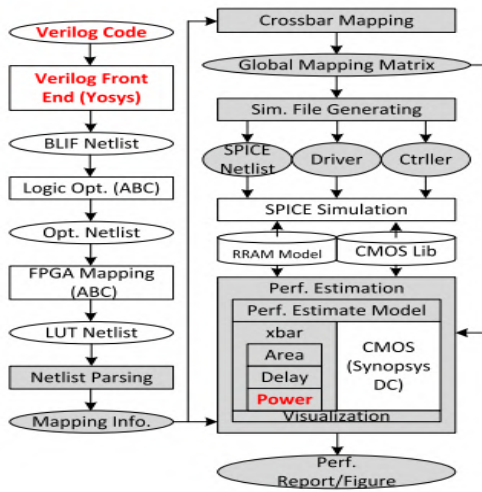 Verilog Code
Verilog Front
End (Yosys)
BLIF Netlist
Logic Opt. (ABC)
Opt. Netlist
FPGA Mapping
(ABC)
LUT Netlist
Netlist Parsing
Mapping Info.
Crossbar Mapping
Global Mapping Matrix
Sim. File Generating
SPICE
Netlist
Driver
Ctrller
SPICE Simulation
RRAM Model
CMOS Lib
Perf. Estimation
Perf. Estimate Model
xbar
Area
Delay
Power
CMOS
(Synopsys
DC)
Visualization
Perf.
Report/Figure